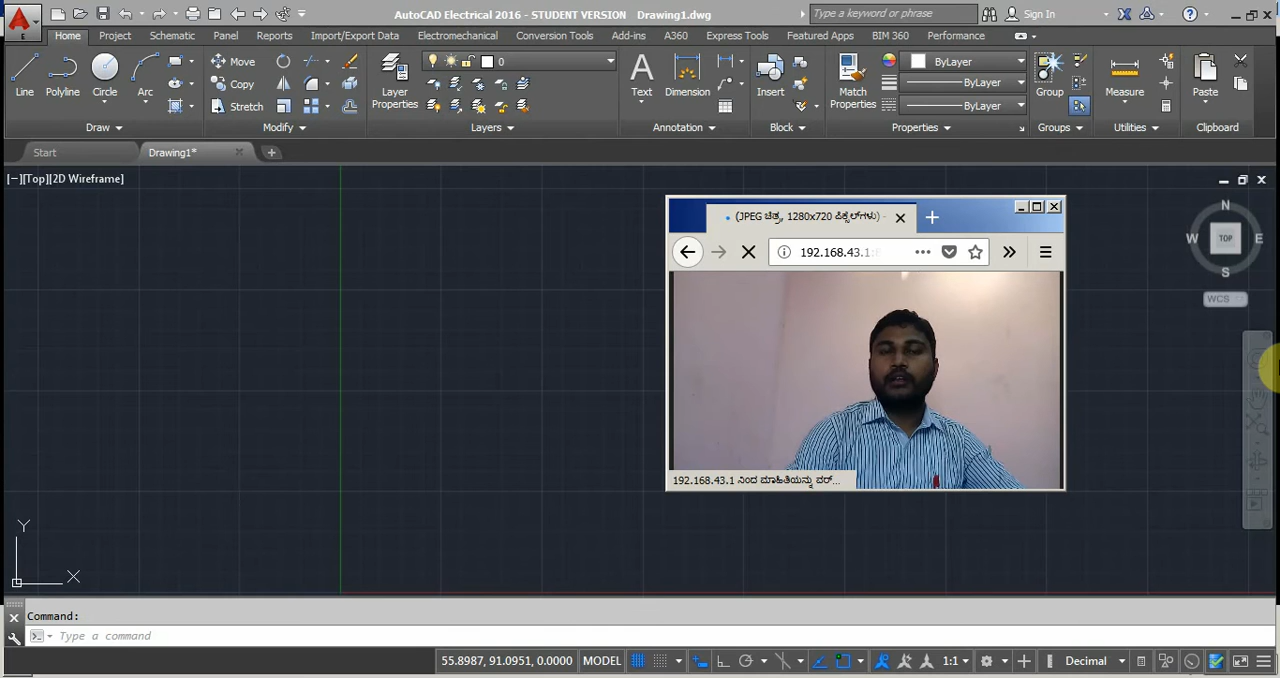 AutoCAD Electrical 2016 - STUDENT VERSION Drawing1.dwg
Type a keyword or phrase
Sign In
Home Project Schematic Panel Reports Import/Export Data Electromechanical Conversion Tools Add-ins A360 Express Tools Featured Apps BIM 360 Performance
Line Polyline Circle Arc
Move
Copy
Stretch
Layer Properties
0
Text Dimension
Insert
Match Properties
ByLayer
ByLayer
ByLayer
Group
Measure
Paste
Draw Modify Layers Annotation Block Properties Groups Utilities Clipboard
Start Drawing1*
[−][Top][2D Wireframe]
N
W TOP E
S
WCS
(JPEG ಚಿತ್ರ, 1280x720 ಪಿಕ್ಸೆಲ್‌ಗಳು) -
192.168.43.1:
192.168.43.1 ನಿಂದ ಮಾಹಿತಿಯನ್ನು ವರ್...
Y
X
Command:
Type a command
55.8987, 91.0951, 0.0000 MODEL 1:1 Decimal